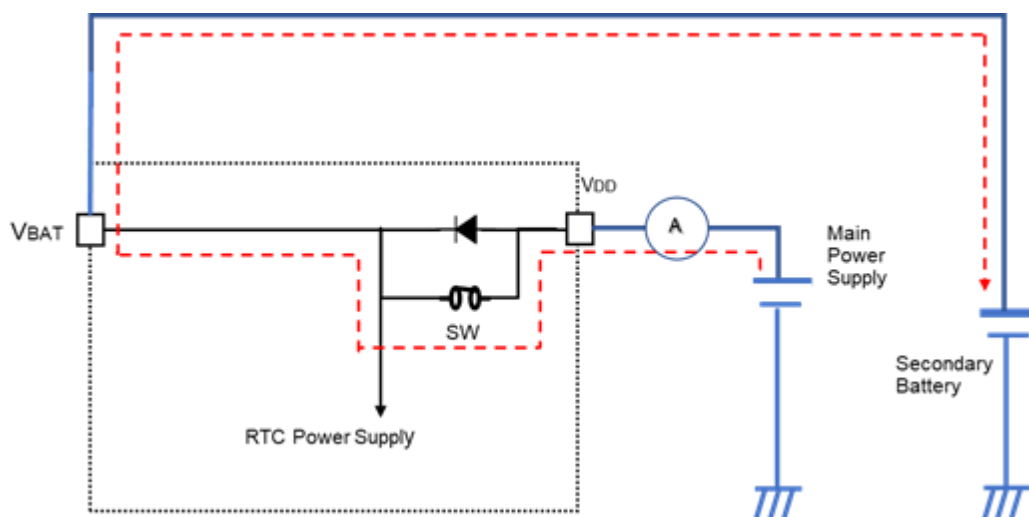 VDD
VBAT
A
Main
Power
Supply
SW
Secondary
Battery
RTC Power Supply